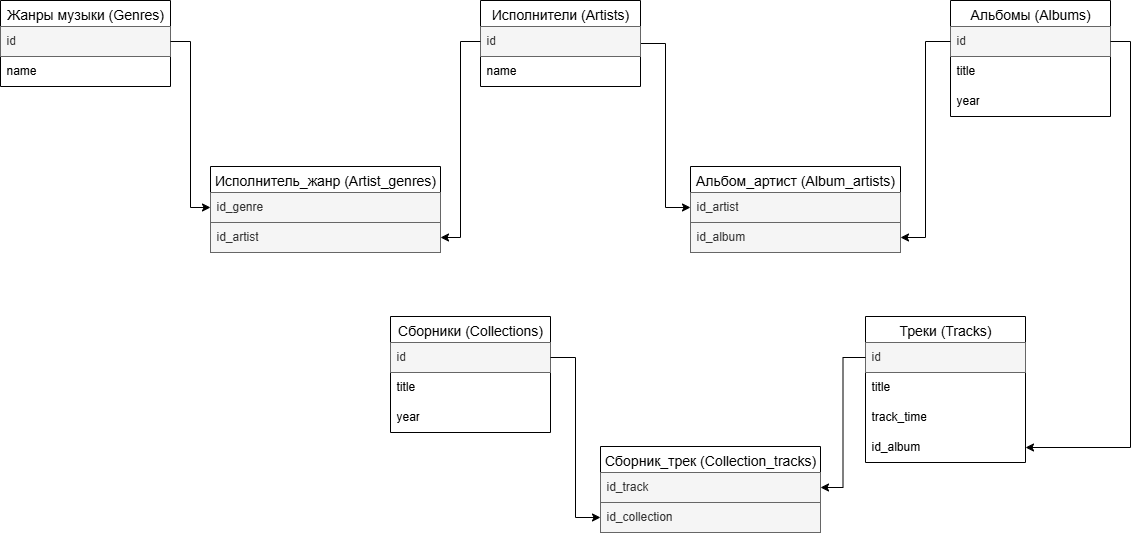 Жанры музыки (Genres)
id
name
Исполнители (Artists)
id
name
Альбомы (Albums)
id
title
year
Исполнитель_жанр (Artist_genres)
id_genre
id_artist
Альбом_артист (Album_artists)
id_artist
id_album
Сборники (Collections)
id
title
year
Треки (Tracks)
id
title
track_time
id_album
Сборник_трек (Collection_tracks)
id_track
id_collection